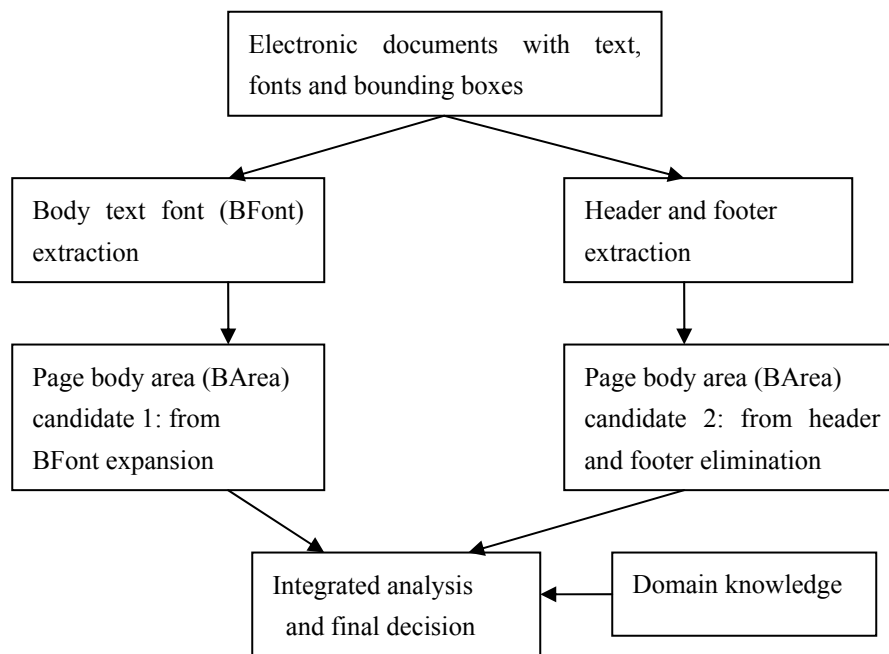 Electronic documents with text,
fonts and bounding boxes
Body text font (BFont)
extraction
Header and footer
extraction
Page body area (BArea)
candidate 1: from
BFont expansion
Page body area (BArea)
candidate 2: from header
and footer elimination
Integrated analysis
and final decision
Domain knowledge